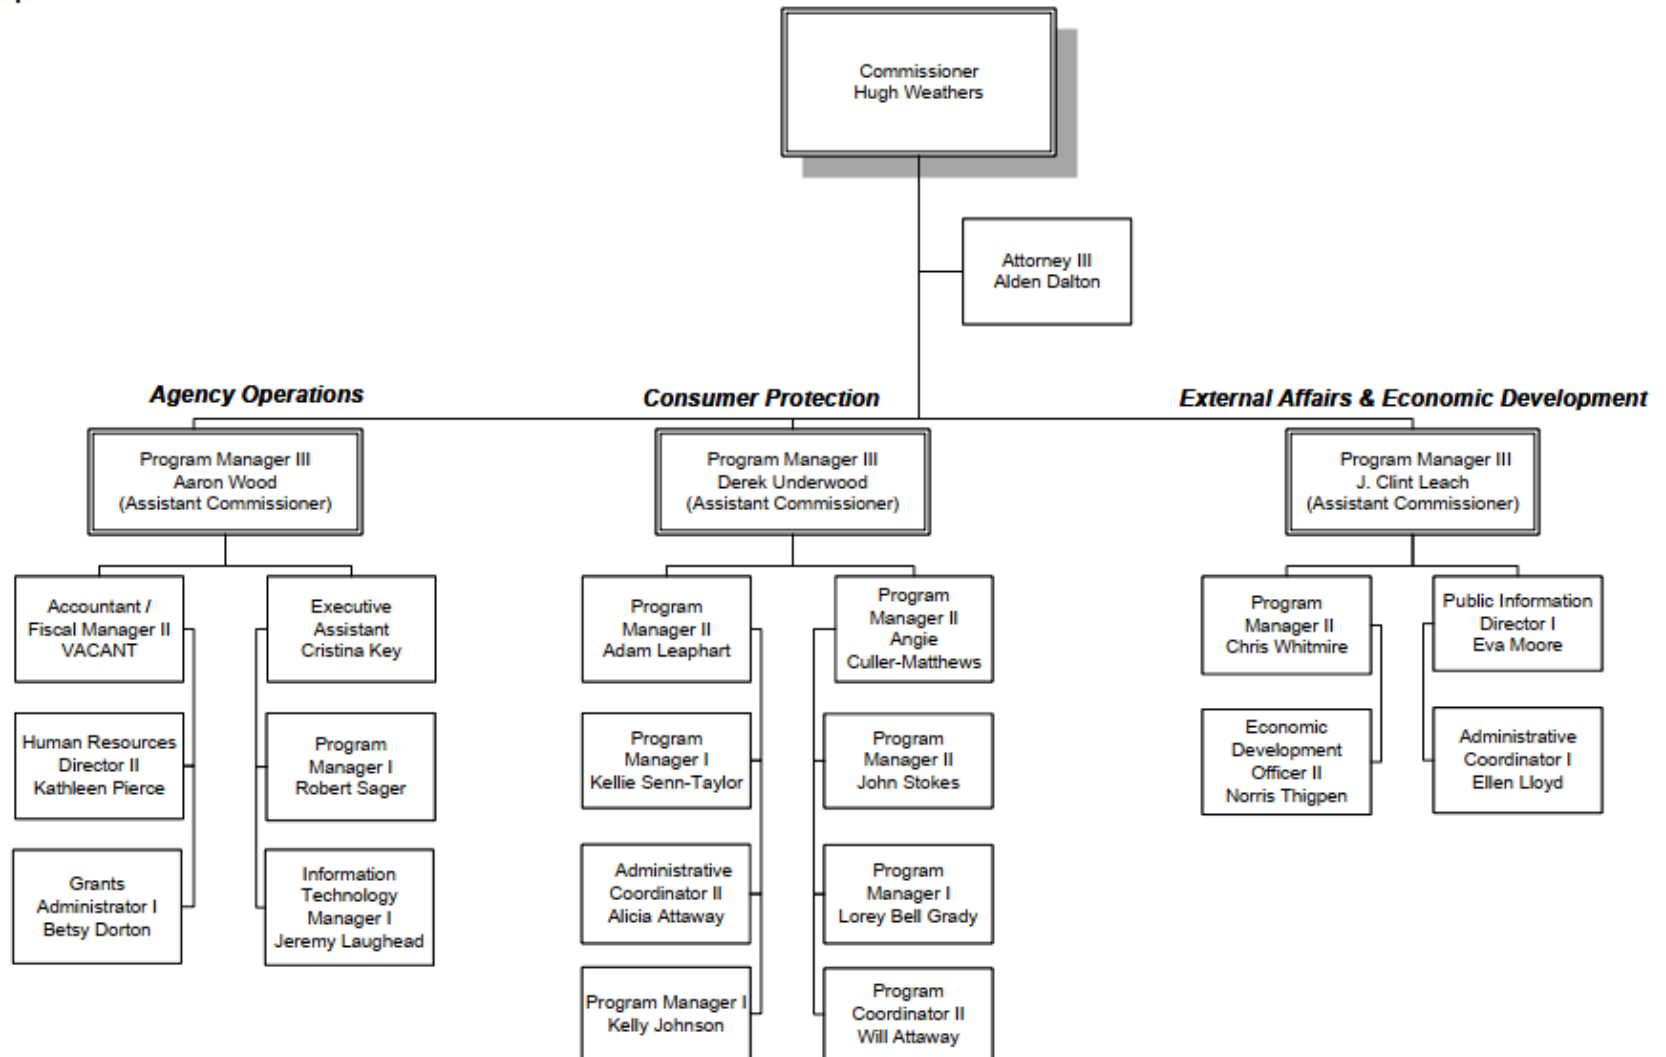 Commissioner
Hugh Weathers
Attorney III
Alden Dalton
Agency Operations
Consumer Protection
External Affairs & Economic Development
Program Manager III
Aaron Wood
(Assistant Commissioner)
Program Manager III
Derek Underwood
(Assistant Commissioner)
Program Manager III
J. Clint Leach
(Assistant Commissioner)
Accountant /
Fiscal Manager II
VACANT
Executive
Assistant
Cristina Key
Program
Manager II
Adam Leaphart
Program
Manager II
Angie
Culler-Matthews
Program
Manager II
Chris Whitmire
Public Information
Director I
Eva Moore
Human Resources
Director II
Kathleen Pierce
Program
Manager I
Robert Sager
Program
Manager I
Kellie Senn-Taylor
Program
Manager II
John Stokes
Economic
Development
Officer II
Norris Thigpen
Administrative
Coordinator I
Ellen Lloyd
Grants
Administrator I
Betsy Dorton
Information
Technology
Manager I
Jeremy Laughead
Administrative
Coordinator II
Alicia Attaway
Program
Manager I
Lorey Bell Grady
Program Manager I
Kelly Johnson
Program
Coordinator II
Will Attaway